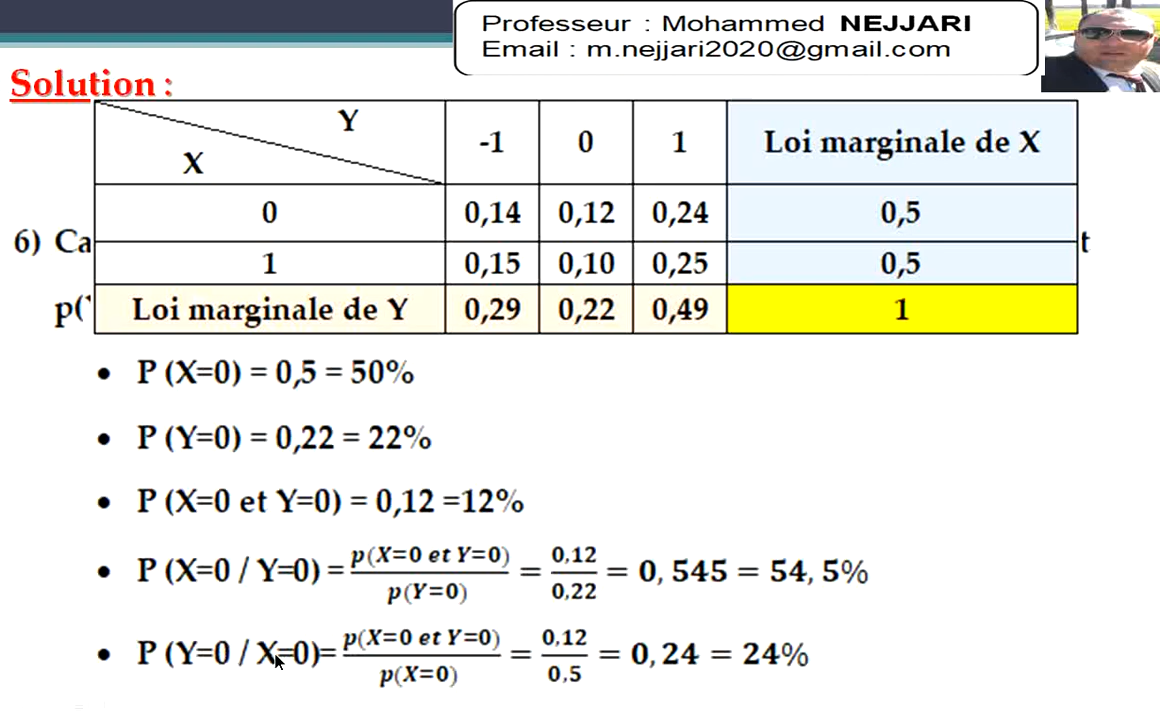 Professeur : Mohammed NEJJARI
Email : m.nejjari2020@gmail.com
Solution :
Y
X
-1 0 1 Loi marginale de X
0 0,14 0,12 0,24 0,5
6) Ca t
1 0,15 0,10 0,25 0,5
p(
Loi marginale de Y 0,29 0,22 0,49 1
• P (X=0) = 0,5 = 50%
• P (Y=0) = 0,22 = 22%
• P (X=0 et Y=0) = 0,12 =12%
• P (X=0 / Y=0) = p(X=0 et Y=0) / p(Y=0) = 0,12 / 0,22 = 0,545 = 54,5%
• P (Y=0 / X=0)= p(X=0 et Y=0) / p(X=0) = 0,12 / 0,5 = 0,24 = 24%